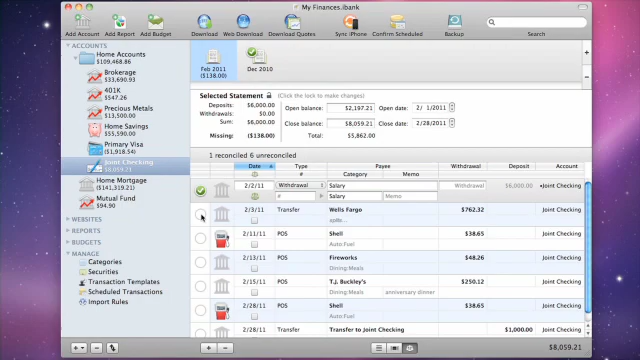 My Finances.ibank
Add Account Add Report Add Budget Download Web Download Download Quotes Sync iPhone Confirm Scheduled Backup Search
ACCOUNTS
Home Accounts
$109,468.86
Brokerage
$33,690.93
401K
$547.26
Precious Metals
$13,500.00
Home Savings
$55,590.00
Primary Visa
($1,918.54)
Joint Checking
$8,059.21
Home Mortgage
($141,319.21)
Mutual Fund
$94.90
WEBSITES
REPORTS
BUDGETS
MANAGE
Categories
Securities
Transaction Templates
Scheduled Transactions
Import Rules
Feb 2011
($138.00)
Dec 2010
Selected Statement (Click the lock to make changes)
Deposits: $6,000.00 Open balance: $2,197.21 Open date: 2/ 1/2011
Withdrawals: $0.00
Sum: $6,000.00 Close balance: $8,059.21 Close date: 2/28/2011
Missing: ($138.00) Total: $5,862.00
1 reconciled 6 unreconciled
Date Type Payee Withdrawal Deposit Account
# Category Memo
2/2/11 Withdrawal Salary Withdrawal $6,000.00 •Joint Checking
# Salary Memo
2/3/11 Transfer Wells Fargo $762.32 Joint Checking
2/11/11 POS Shell $38.65 Joint Checking
Auto:Fuel
2/13/11 POS Fireworks $48.26 Joint Checking
Dining:Meals
2/15/11 POS T.J. Buckley's $250.12 Joint Checking
Dining:Meals anniversary dinner
2/28/11 POS Shell $38.65 Joint Checking
Auto:Fuel
2/28/11 Transfer Transfer to Joint Checking $1,000.00 Joint Checking
$8,059.21